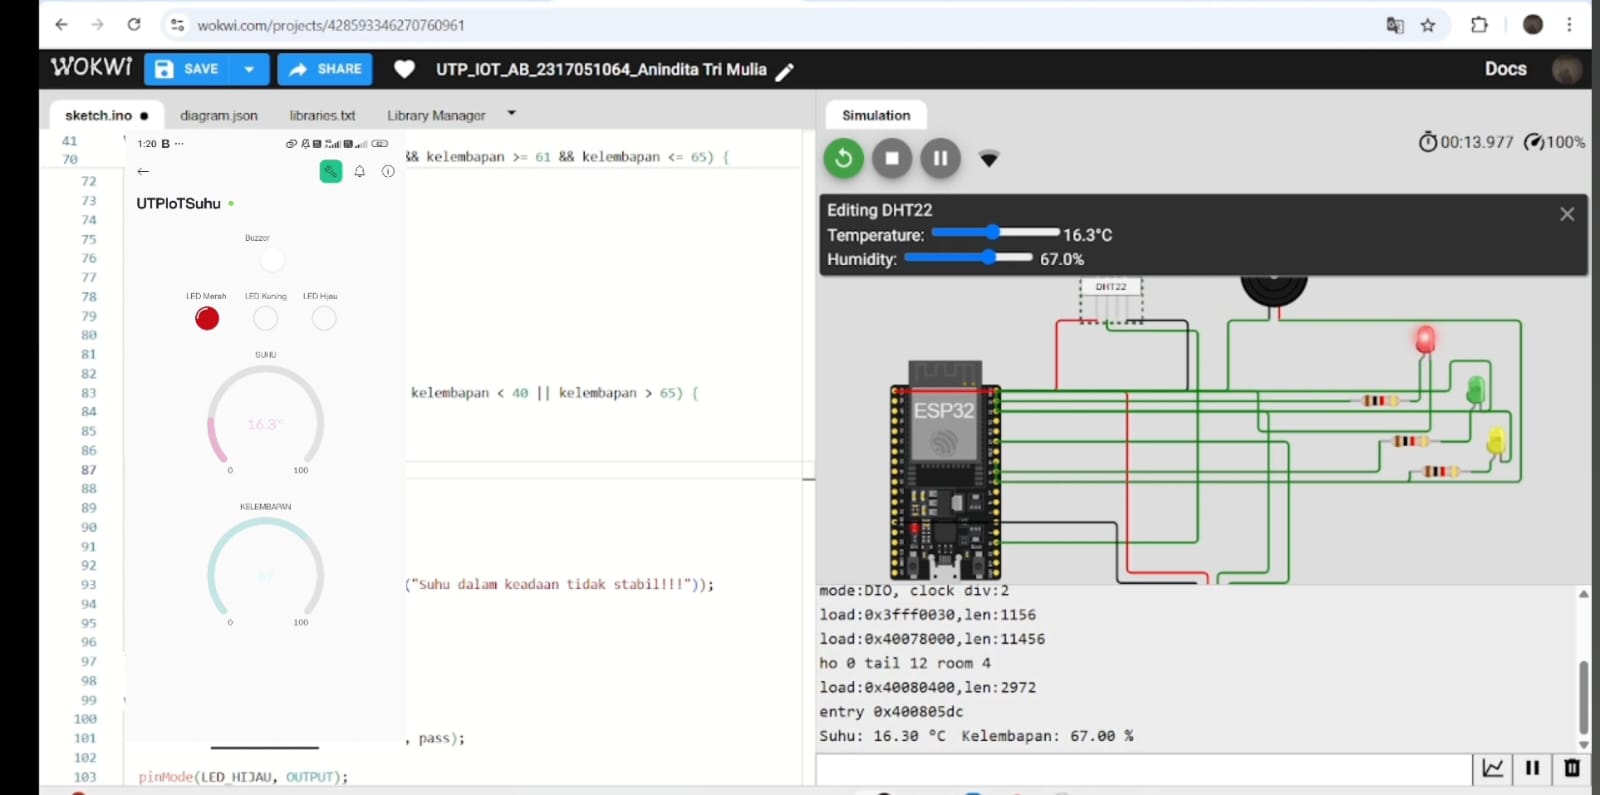 wokwi.com/projects/428593346270760961
WOKWI
SAVE
SHARE
UTP_IOT_AB_2317051064_Anindita Tri Mulia
Docs
sketch.ino
diagram.json
libraries.txt
Library Manager
Simulation
41
70
&& kelembapan >= 61 && kelembapan <= 65) {
72
73
74
75
76
77
78
79
80
81
82
83
kelembapan < 40 || kelembapan > 65) {
84
85
86
87
88
89
90
91
92
93
("Suhu dalam keadaan tidak stabil!!!"));
94
95
96
97
98
99
100
101
, pass);
102
103
pinMode(LED_HIJAU, OUTPUT);
1:20 B ...
UTPIoTSuhu
Buzzer
LED Merah
LED Kuning
LED Hijau
SUHU
16.3°C
0
100
KELEMBAPAN
67
0
100
00:13.977
100%
Editing DHT22
Temperature: 16.3°C
Humidity: 67.0%
DHT22
ESP32
mode:DIO, clock div:2
load:0x3fff0030,len:1156
load:0x40078000,len:11456
ho 0 tail 12 room 4
load:0x40080400,len:2972
entry 0x400805dc
Suhu: 16.30 °C  Kelembapan: 67.00 %